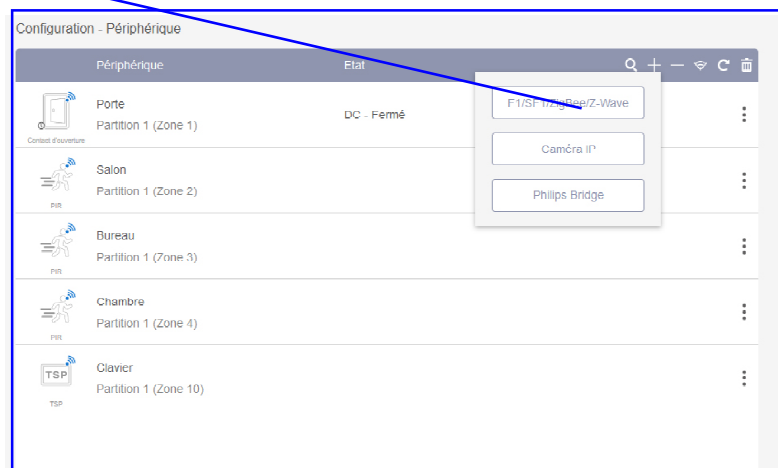 Configuration - Périphérique
Périphérique Etat
Porte
DC - Fermé
Partition 1 (Zone 1)
Contact d'ouverture
F1/SF1/ZigBee/Z-Wave
Caméra IP
Philips Bridge
Salon
Partition 1 (Zone 2)
PIR
Bureau
Partition 1 (Zone 3)
PIR
Chambre
Partition 1 (Zone 4)
PIR
TSP
Clavier
Partition 1 (Zone 10)
TSP